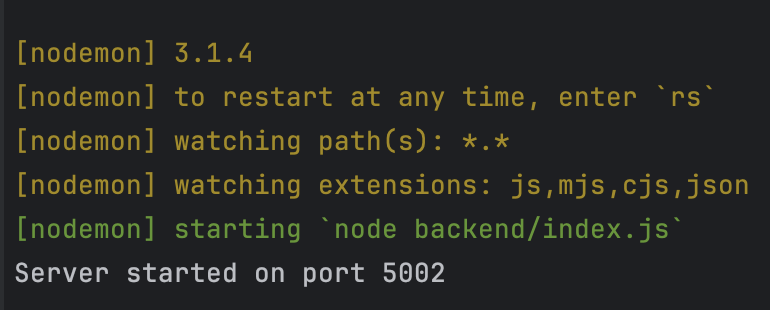 [nodemon] 3.1.4
[nodemon] to restart at any time, enter `rs`
[nodemon] watching path(s): *.*
[nodemon] watching extensions: js,mjs,cjs,json
[nodemon] starting `node backend/index.js`
Server started on port 5002